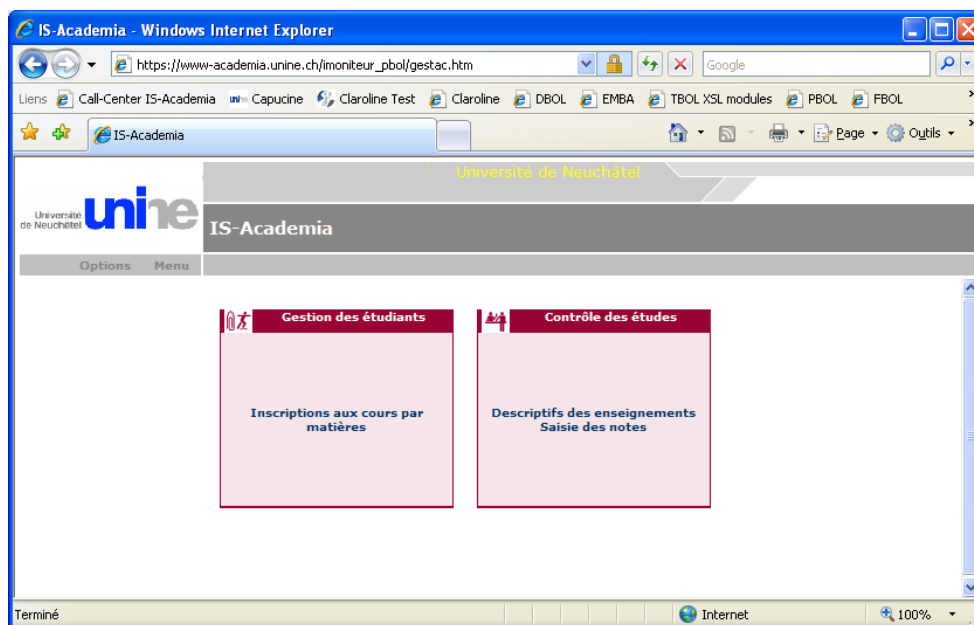 IS-Academia - Windows Internet Explorer
https://www-academia.unine.ch/imoniteur_pbol/gestac.htm
Google
Liens Call-Center IS-Academia Capucine Claroline Test Claroline DBOL EMBA TBOL XSL modules PBOL FBOL
IS-Academia
Page Outils
Université de Neuchâtel
Université
de Neuchâtel
unine
IS-Academia
Options Menu
Gestion des étudiants
Contrôle des études
Inscriptions aux cours par
matières
Descriptifs des enseignements
Saisie des notes
Terminé
Internet
100%